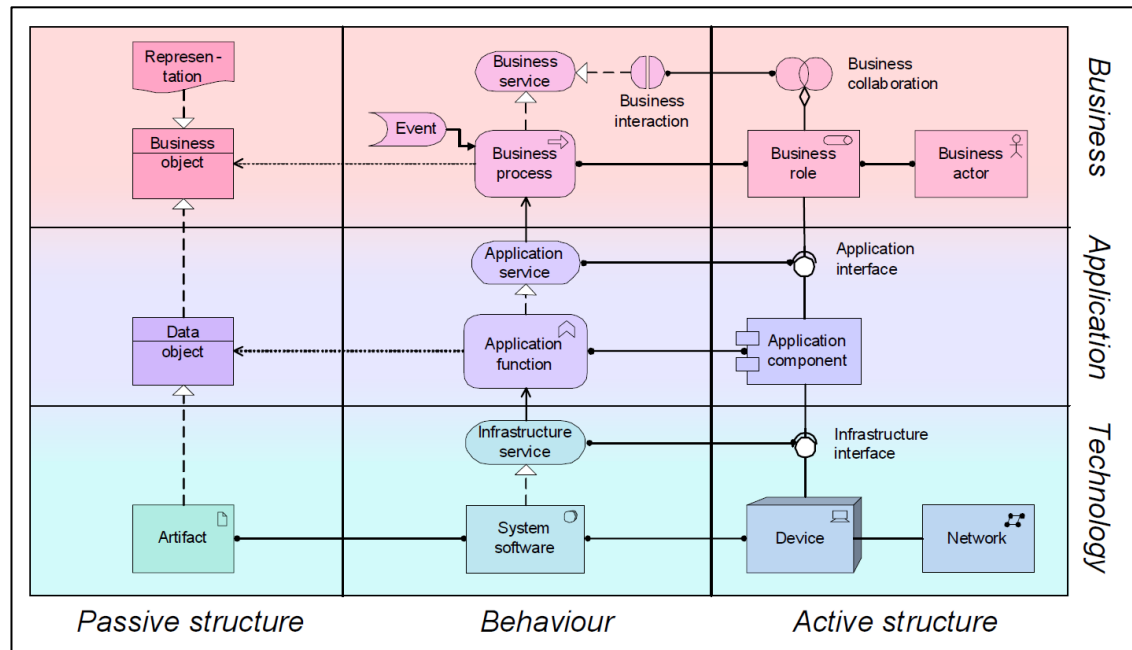 Represen-
tation
Business
object
Business
service
Business
interaction
Business
collaboration
Event
Business
process
Business
role
Business
actor
Business
Application
service
Application
interface
Data
object
Application
function
Application
component
Application
Infrastructure
service
Infrastructure
interface
Artifact
System
software
Device
Network
Technology
Passive structure
Behaviour
Active structure